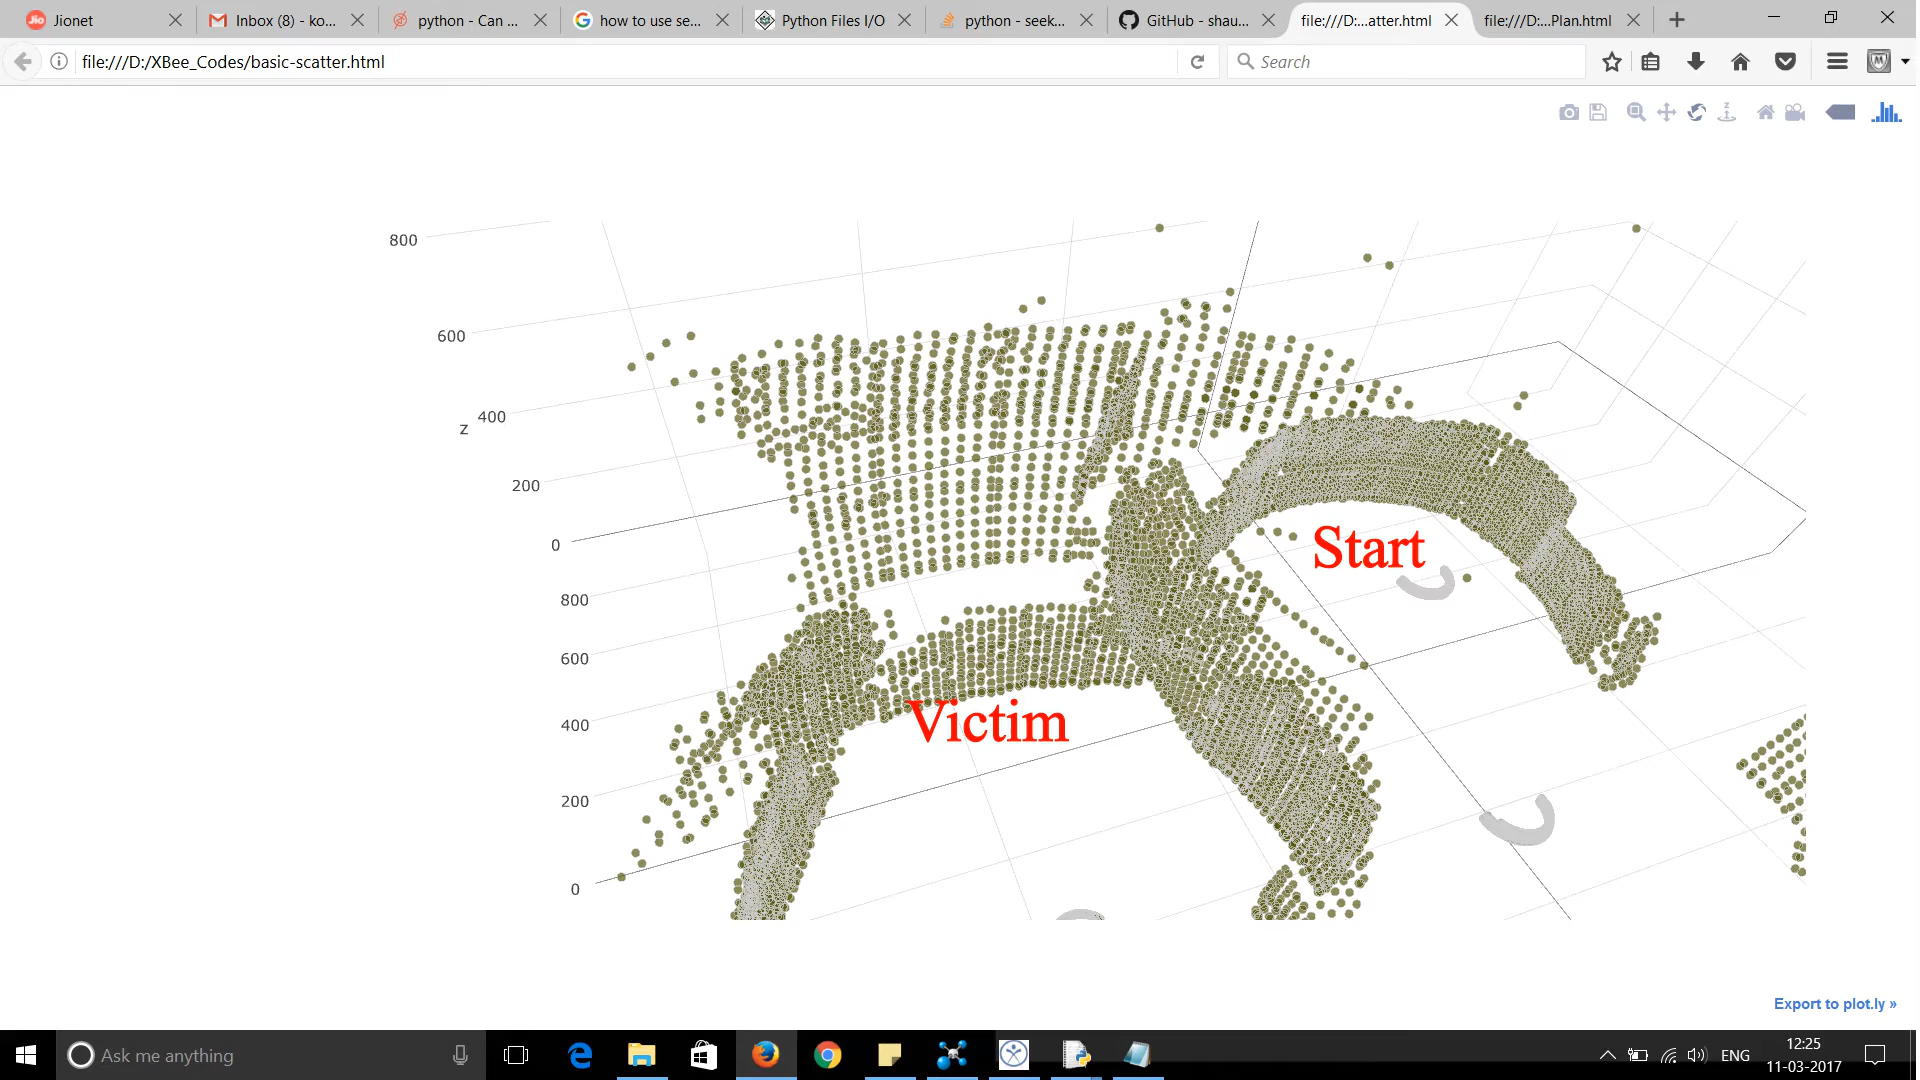 Jionet
Inbox (8) - ko...
python - Can ...
how to use se...
Python Files I/O
python - seek...
GitHub - shau...
file:///D:...atter.html
file:///D:...Plan.html
file:///D:/XBee_Codes/basic-scatter.html
Search
800
600
400
z
200
0
800
600
400
200
0
Start
Victim
Export to plot.ly »
Ask me anything
ENG
12:25
11-03-2017